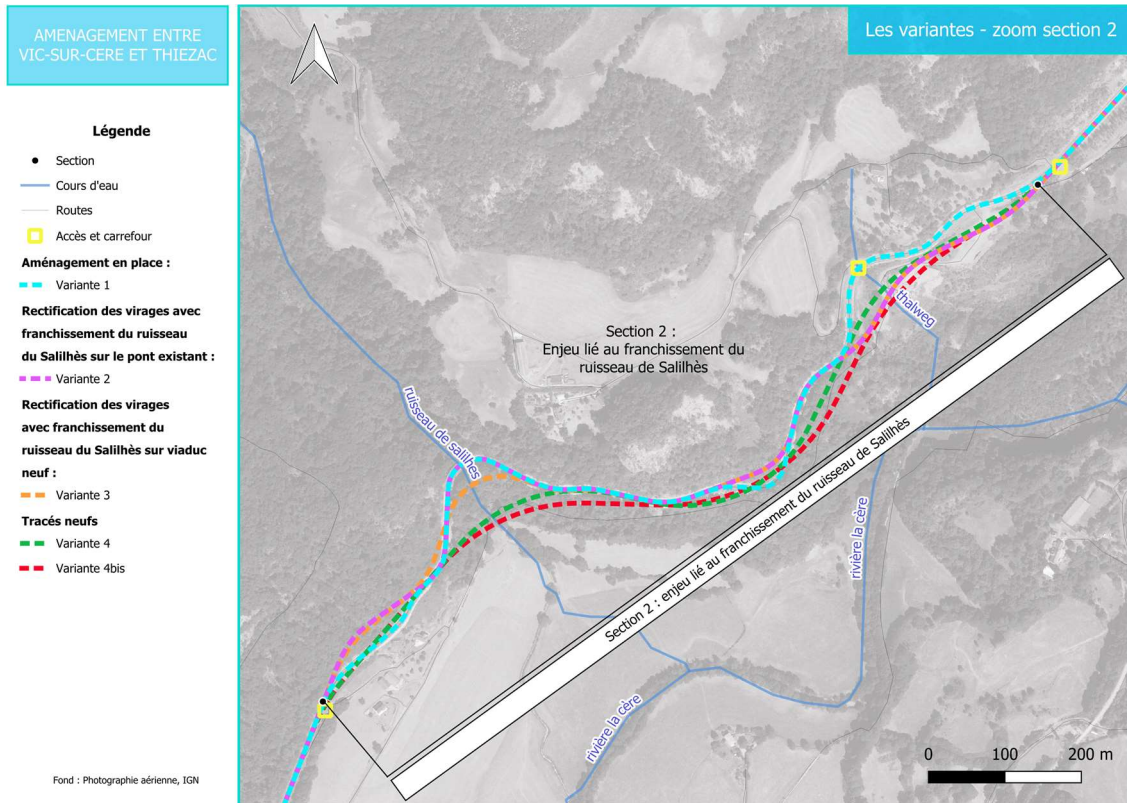 AMENAGEMENT ENTRE
VIC-SUR-CERE ET THIEZAC
Légende
Section
Cours d'eau
Routes
Accès et carrefour
Aménagement en place :
Variante 1
Rectification des virages avec
franchissement du ruisseau
du Salilhès sur le pont existant :
Variante 2
Rectification des virages
avec franchissement du
ruisseau du Salilhès sur viaduc
neuf :
Variante 3
Tracés neufs
Variante 4
Variante 4bis
Fond : Photographie aérienne, IGN
Les variantes - zoom section 2
Section 2 :
Enjeu lié au franchissement du
ruisseau de Salilhès
thalweg
ruisseau de salilhes
Section 2 : enjeu lié au franchissement du ruisseau de Salilhès
rivière la cère
rivière la cère
0 100 200 m